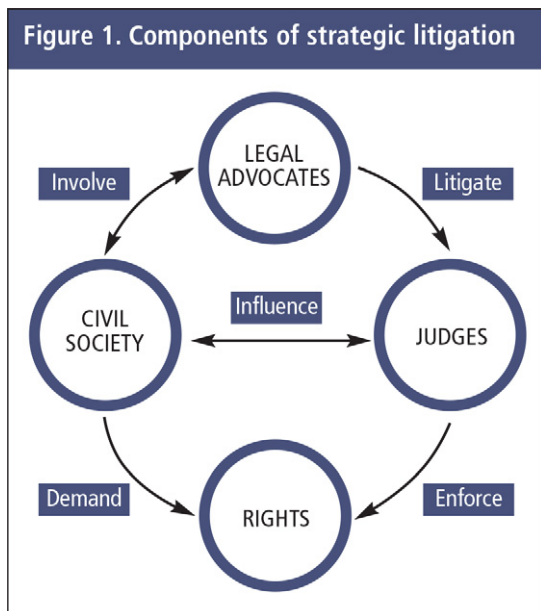 Figure 1. Components of strategic litigation
LEGAL
ADVOCATES
Involve
Litigate
CIVIL
SOCIETY
Influence
JUDGES
Demand
Enforce
RIGHTS